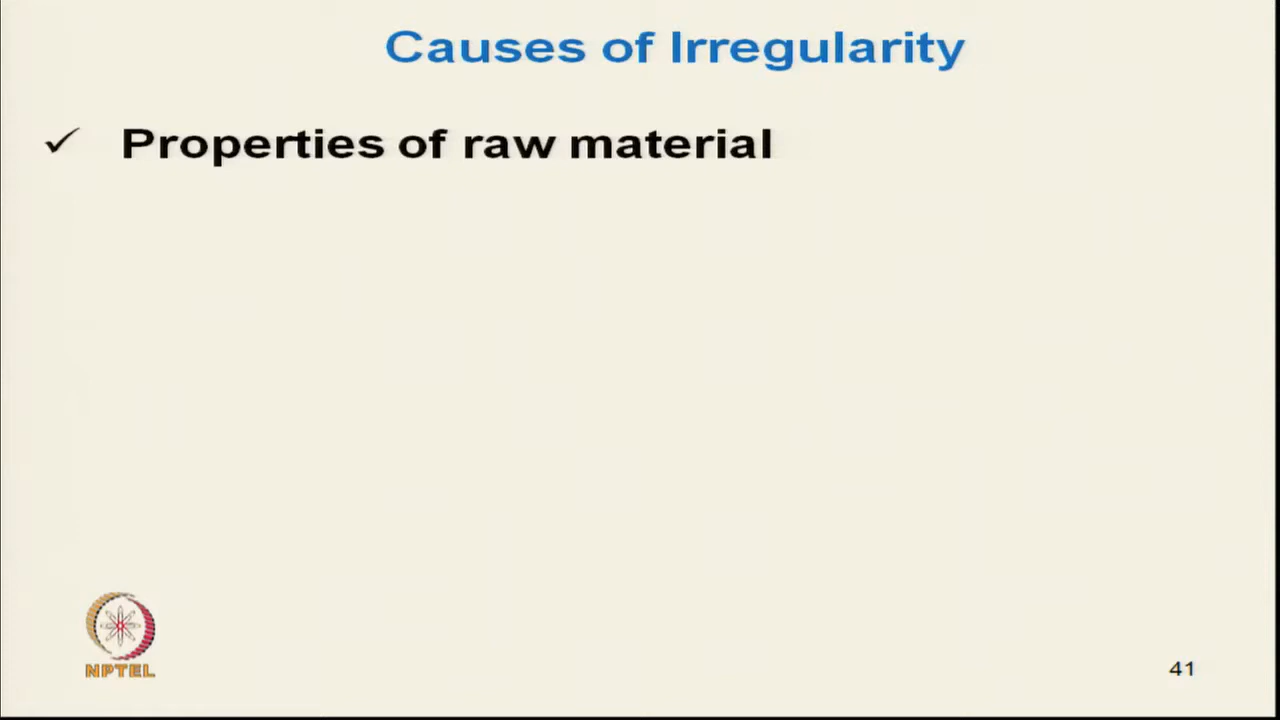 Causes of Irregularity
✓ Properties of raw material
NPTEL
41